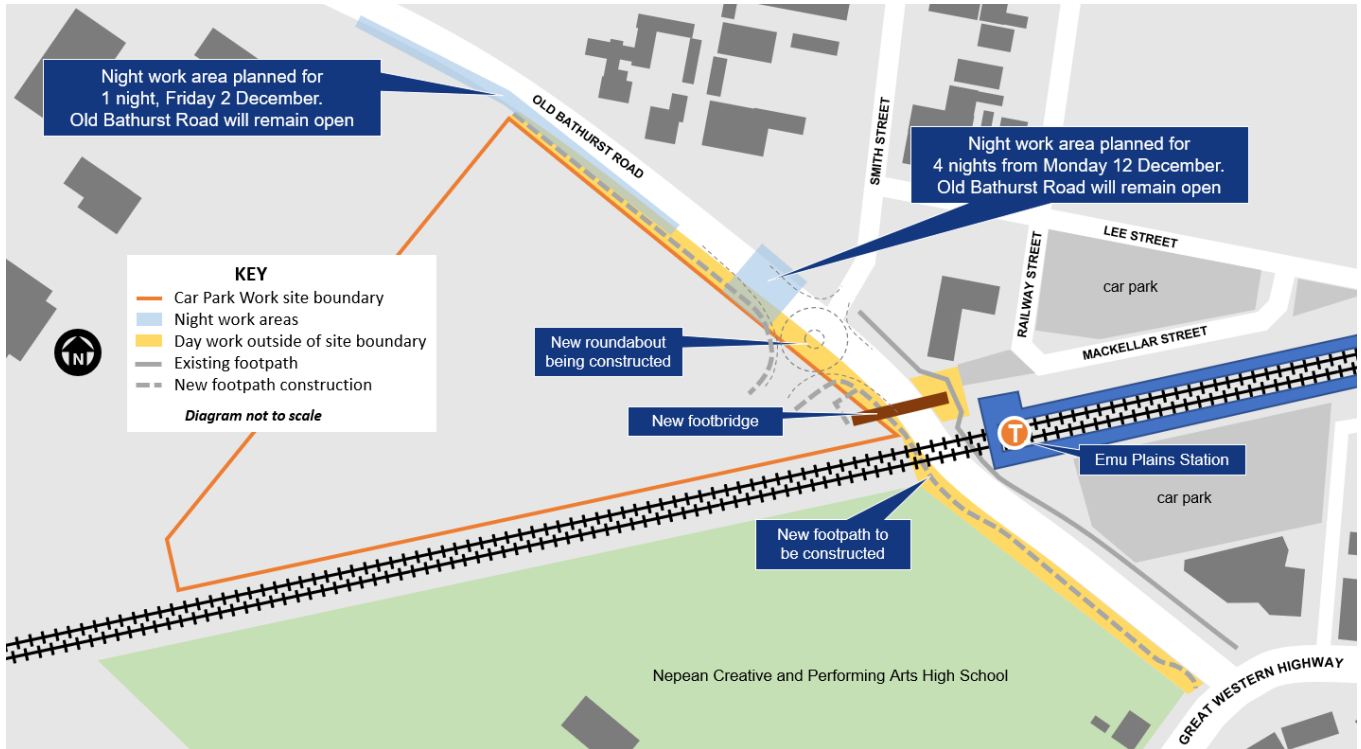 Night work area planned for
1 night, Friday 2 December.
Old Bathurst Road will remain open
OLD BATHURST ROAD
SMITH STREET
Night work area planned for
4 nights from Monday 12 December.
Old Bathurst Road will remain open
LEE STREET
RAILWAY STREET
car park
MACKELLAR STREET
KEY
Car Park Work site boundary
Night work areas
Day work outside of site boundary
Existing footpath
New footpath construction
Diagram not to scale
N
New roundabout
being constructed
New footbridge
T
Emu Plains Station
car park
New footpath to
be constructed
Nepean Creative and Performing Arts High School
GREAT WESTERN HIGHWAY